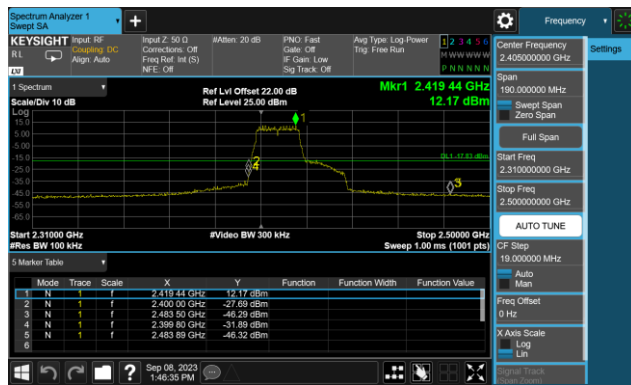 Spectrum Analyzer 1
Swept SA
+
Frequency
KEYSIGHT
RL
LXI
Input: RF
Coupling: DC
Align: Auto
Input Z: 50 Ω
Corrections: Off
Freq Ref: Int (S)
NFE: Off
#Atten: 20 dB
PNO: Fast
Gate: Off
IF Gain: Low
Sig Track: Off
Avg Type: Log-Power
Trig: Free Run
1 2 3 4 5 6
M W W W W W
P N N N N N
1 Spectrum
Scale/Div 10 dB
Log
Ref Lvl Offset 22.00 dB
Ref Level 25.00 dBm
Mkr1 2.419 44 GHz
12.17 dBm
15.0
5.00
-5.00
-15.0
-25.0
-35.0
-45.0
-55.0
-65.0
1
2
4
DL1 -17.83 dBm
Start 2.31000 GHz
#Res BW 100 kHz
#Video BW 300 kHz
Stop 2.50000 GHz
Sweep 1.00 ms (1001 pts)
5 Marker Table
Mode Trace Scale X Y Function Function Width Function Value
1 N 1 f 2.419 44 GHz 12.17 dBm
2 N 1 f 2.400 00 GHz -27.69 dBm
3 N 1 f 2.483 50 GHz -46.29 dBm
4 N 1 f 2.399 80 GHz -31.89 dBm
5 N 1 f 2.483 89 GHz -46.32 dBm
6
?
Sep 08, 2023
1:46:35 PM
Center Frequency
2.405000000 GHz
Settings
Span
190.000000 MHz
Swept Span
Zero Span
Full Span
Start Freq
2.310000000 GHz
Stop Freq
2.500000000 GHz
AUTO TUNE
CF Step
19.000000 MHz
Auto
Man
Freq Offset
0 Hz
X Axis Scale
Log
Lin
Signal Track
(Span Zoom)